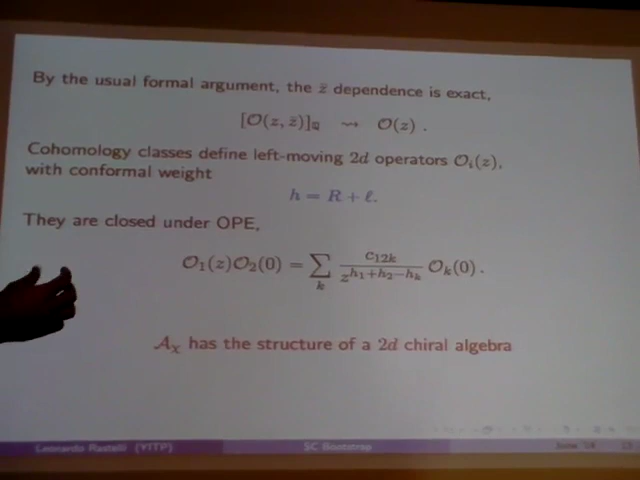 By the usual formal argument, the z̄ dependence is exact,
[𝒪(z, z̄)]_ℚ ⇝ 𝒪(z) .
Cohomology classes define left-moving 2d operators 𝒪_i(z),
with conformal weight
h = R + ℓ.
They are closed under OPE,
𝒪_1(z)𝒪_2(0) = ∑_k c_{12k} / z^{h_1+h_2−h_k} 𝒪_k(0) .
𝒜_χ has the structure of a 2d chiral algebra
Leonardo Rastelli (YITP) SC Bootstrap